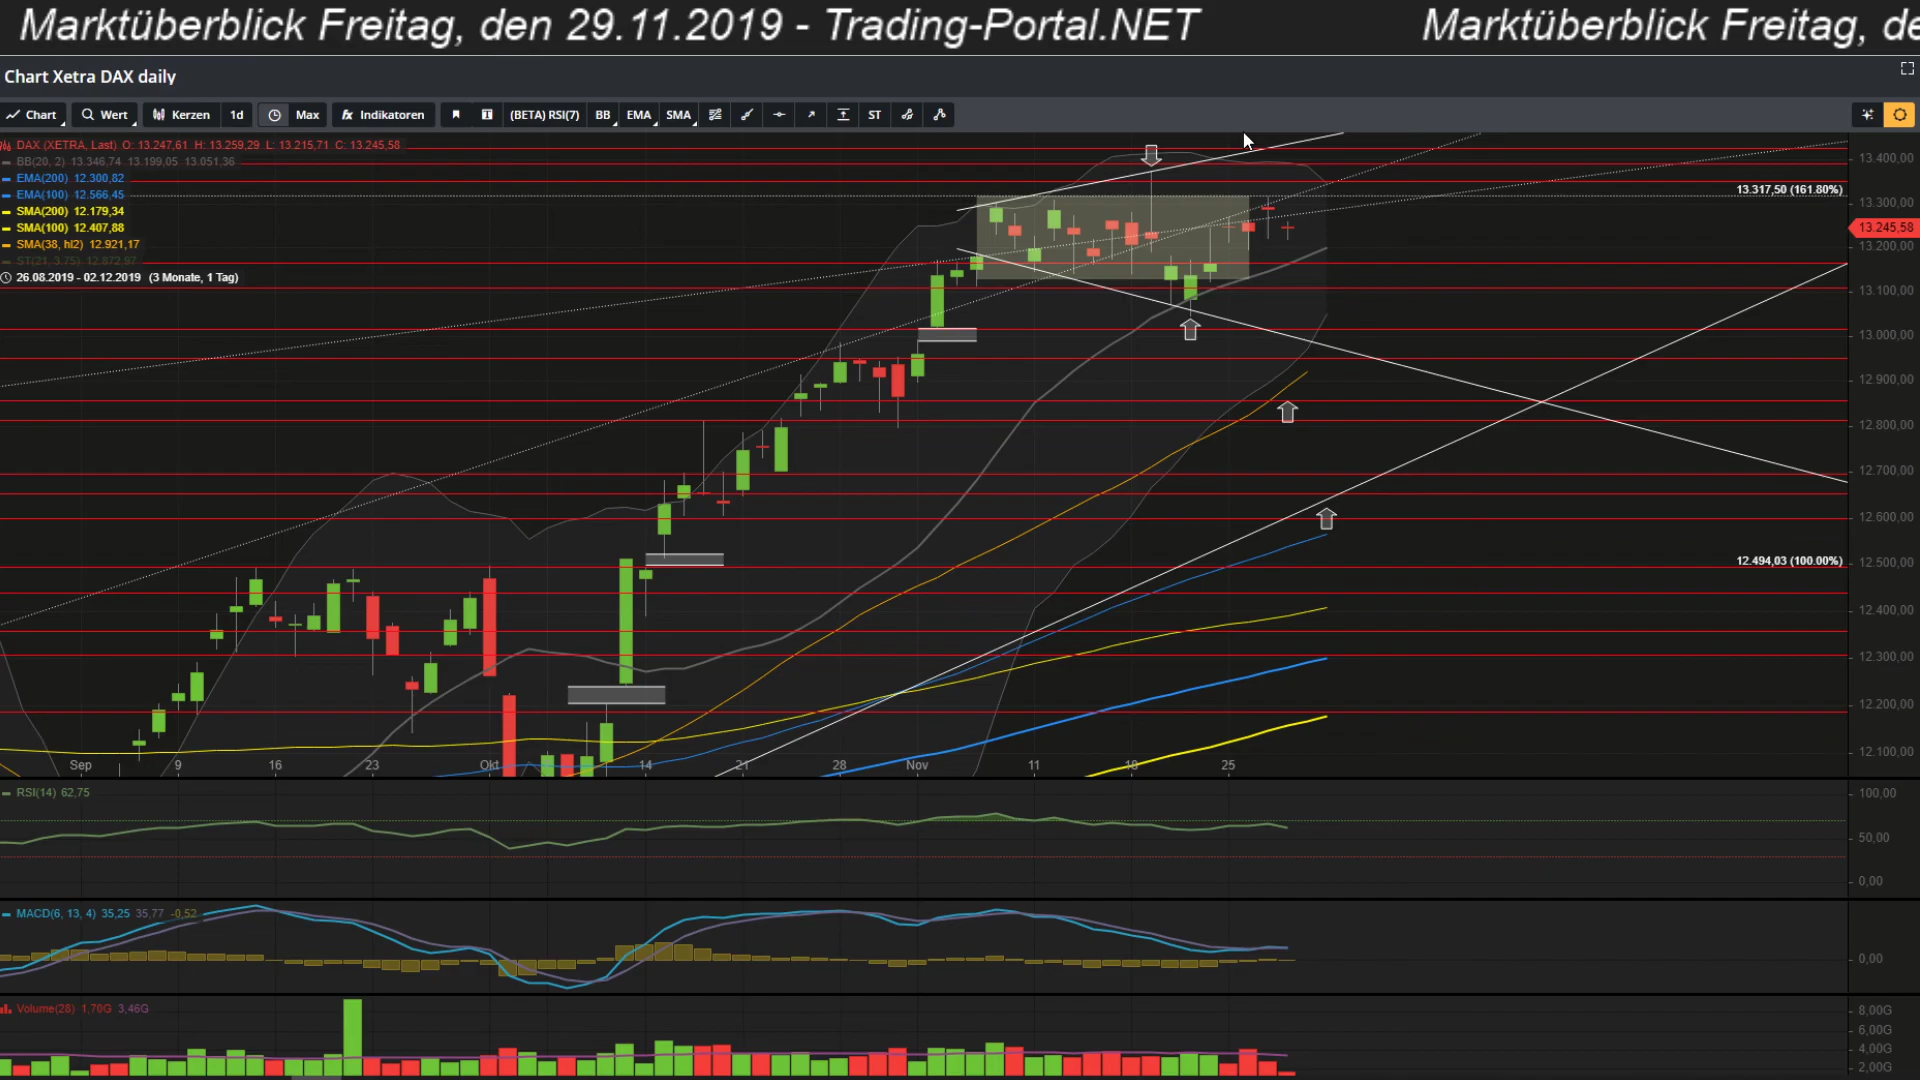 Marktüberblick Freitag, den 29.11.2019 - Trading-Portal.NET Marktüberblick Freitag, de
Chart Xetra DAX daily
Chart Wert Kerzen 1d Max fx Indikatoren (BETA) RSI(7) BB EMA SMA ST
DAX (XETRA, Last) O: 13.247,61 H: 13.259,29 L: 13.215,71 C: 13.245,58
BB(20, 2) 13.346,74 13.199,05 13.051,36
EMA(200) 12.300,82
EMA(100) 12.566,45
SMA(200) 12.179,34
SMA(100) 12.407,88
SMA(38, hl2) 12.921,17
ST(21, 3.75) 12.872,97
26.08.2019 - 02.12.2019 (3 Monate, 1 Tag)
13.317,50 (161.80%)
12.494,03 (100.00%)
13.400,00
13.300,00
13.245,58
13.200,00
13.100,00
13.000,00
12.900,00
12.800,00
12.700,00
12.600,00
12.500,00
12.400,00
12.300,00
12.200,00
12.100,00
Sep 9 16 23 Okt 14 21 28 Nov 11 18 25
RSI(14) 62,75
100,00
50,00
0,00
MACD(6, 13, 4) 35,25 35,77 -0,52
0,00
Volume(28) 1,70G 3,46G
8,00G
6,00G
4,00G
2,00G